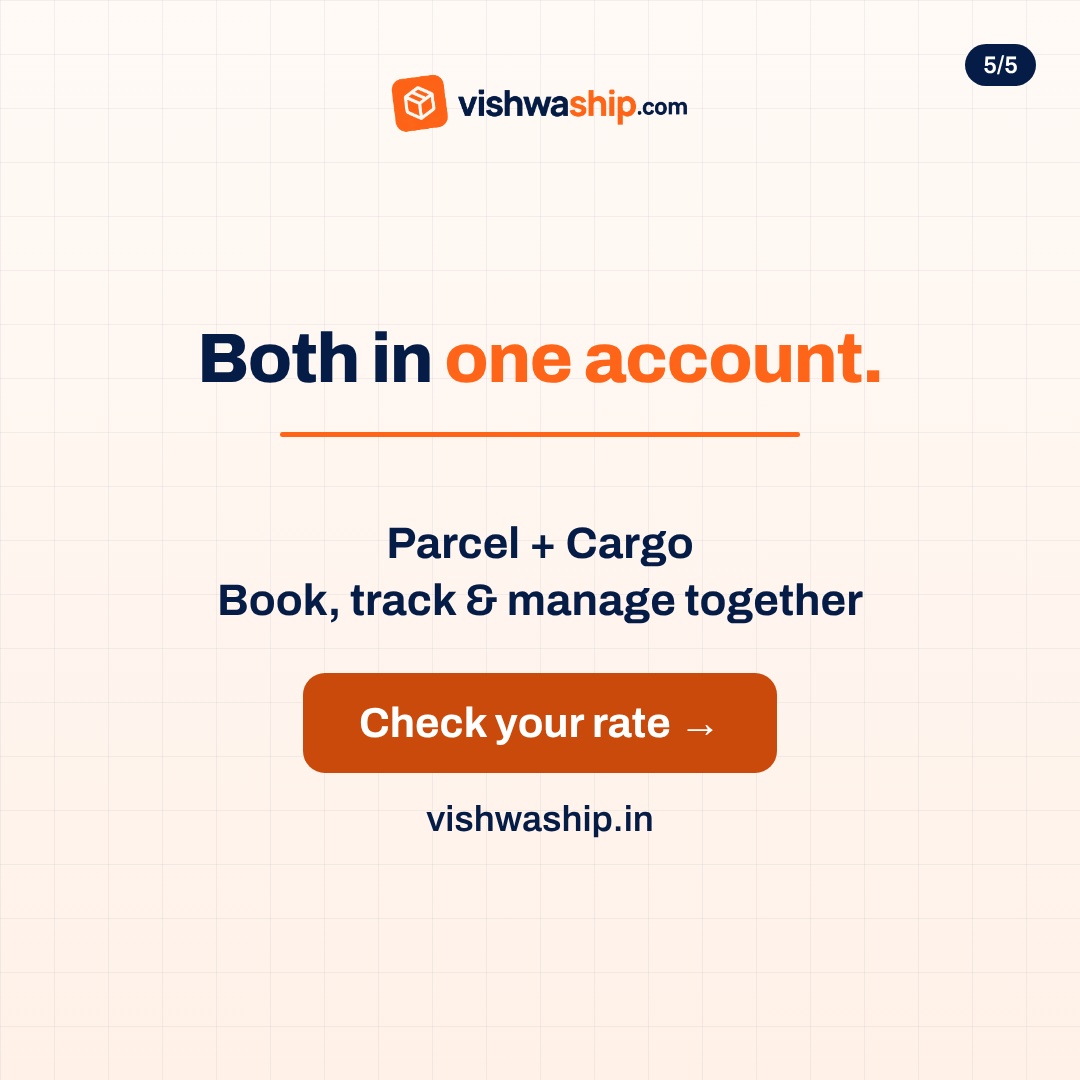 5/5
vishwaship.com
Both in one account.
Parcel + Cargo
Book, track & manage together
Check your rate →
vishwaship.in